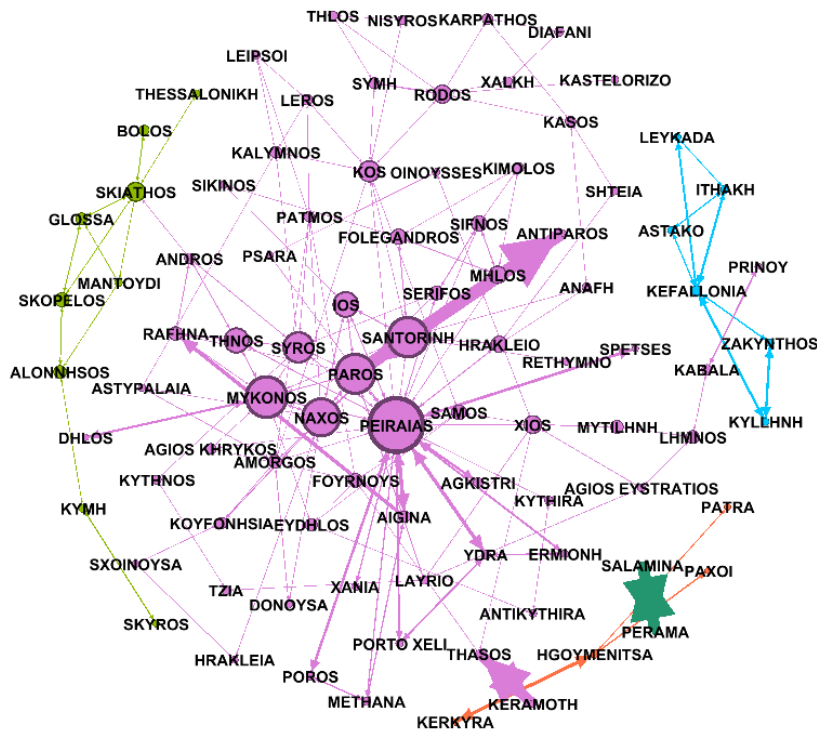 THLOS
NISYROS
KARPATHOS
DIAFANI
LEIPSOI
THESSALONIKH
LEROS
SYMH
RODOS
XALKH
KASTELORIZO
BOLOS
KASOS
LEYKADA
KALYMNOS
SKIATHOS
SIKINOS
KOS
OINOYSSES
KIMOLOS
SHTEIA
ITHAKH
GLOSSA
PATMOS
SIFNOS
ASTAKO
ANDROS
PSARA
FOLEGANDROS
ANTIPAROS
PRINOY
MANTOYDI
MHLOS
SKOPELOS
SERIFOS
ANAFH
KEFALLONIA
IOS
RAFHNA
THNOS
SYROS
SANTORINH
HRAKLEIO
SPETSES
ZAKYNTHOS
RETHYMNO
ALONNHSOS
PAROS
KABALA
ASTYPALAIA
MYKONOS
NAXOS
PEIRAIAS
SAMOS
XIOS
MYTILHNH
KYLLHNH
DHLOS
AGIOS KHRYKOS
LHMNOS
AMORGOS
KYTHNOS
FOYRNOYS
AGKISTRI
AGIOS EYSTRATIOS
KYTHIRA
PATRA
KYMH
KOYFONHSIA
EYDHLOS
AIGINA
YDRA
ERMIONH
SXOINOYSA
SALAMINA
PAXOI
TZIA
XANIA
LAYRIO
DONOYSA
ANTIKYTHIRA
SKYROS
PERAMA
PORTO XELI
THASOS
HGOYMENITSA
HRAKLEIA
POROS
METHANA
KERAMOTH
KERKYRA